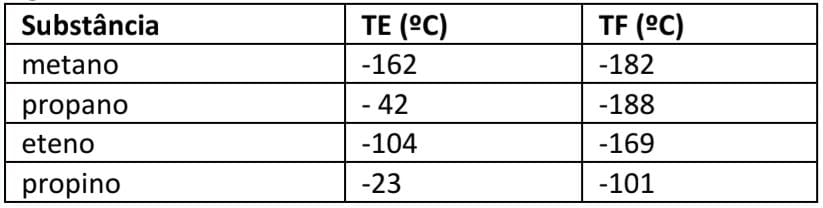 Substância TE (ºC) TF (ºC)
metano -162 -182
propano - 42 -188
eteno -104 -169
propino -23 -101